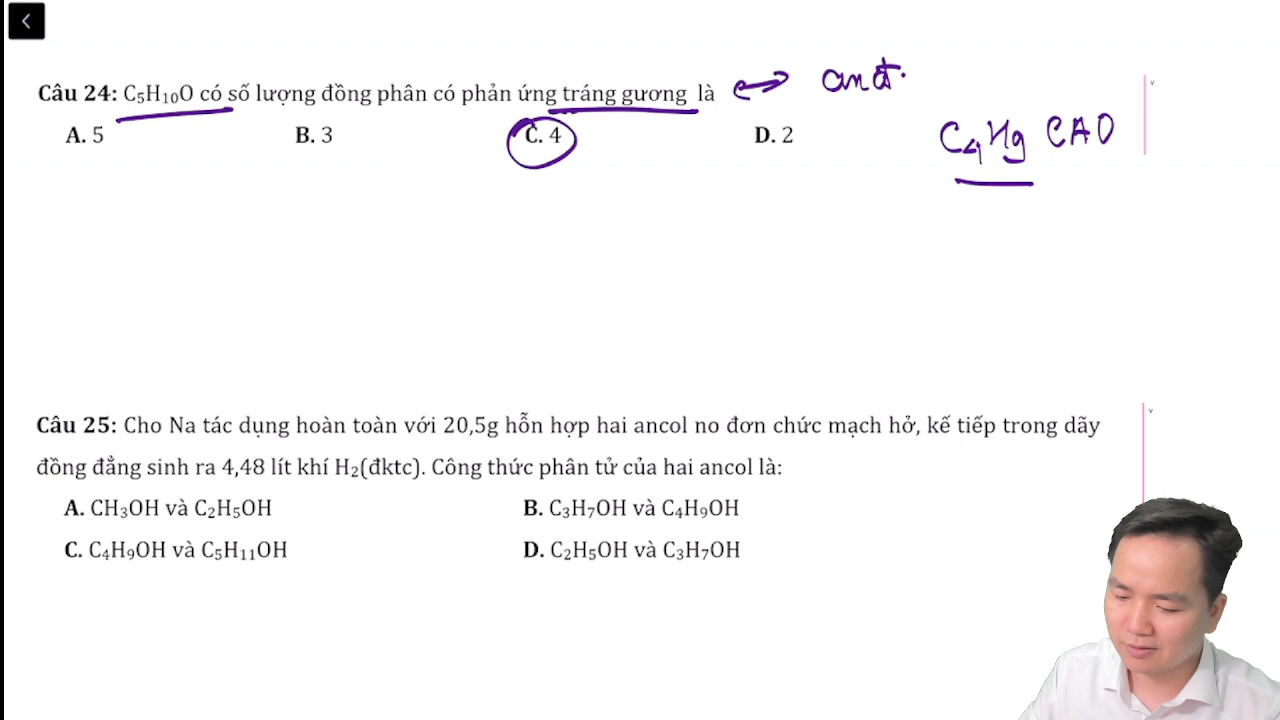 Câu 24: C₅H₁₀O có số lượng đồng phân có phản ứng tráng gương là ↔ anđ.
A. 5 B. 3 C. 4 D. 2
C₄H₉ CHO
Câu 25: Cho Na tác dụng hoàn toàn với 20,5g hỗn hợp hai ancol no đơn chức mạch hở, kế tiếp trong dãy
đồng đẳng sinh ra 4,48 lít khí H₂(đktc). Công thức phân tử của hai ancol là:
A. CH₃OH và C₂H₅OH B. C₃H₇OH và C₄H₉OH
C. C₄H₉OH và C₅H₁₁OH D. C₂H₅OH và C₃H₇OH